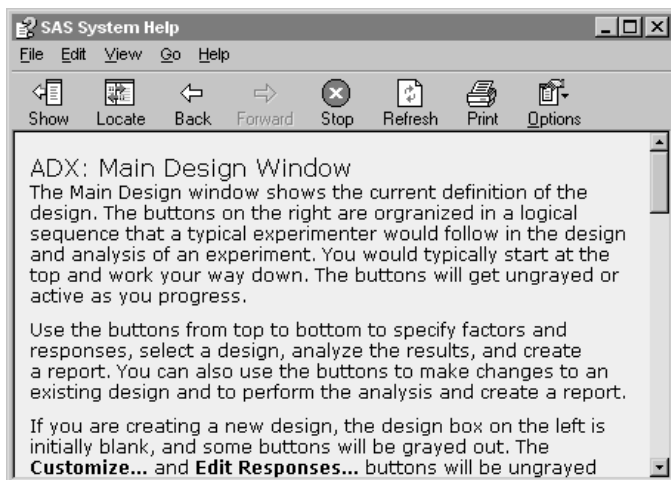 SAS System Help
File Edit View Go Help
Show Locate Back Forward Stop Refresh Print Options
ADX: Main Design Window
The Main Design window shows the current definition of the
design. The buttons on the right are orgranized in a logical
sequence that a typical experimenter would follow in the design
and analysis of an experiment. You would typically start at the
top and work your way down. The buttons will get ungrayed or
active as you progress.
Use the buttons from top to bottom to specify factors and
responses, select a design, analyze the results, and create
a report. You can also use the buttons to make changes to an
existing design and to perform the analysis and create a report.
If you are creating a new design, the design box on the left is
initially blank, and some buttons will be grayed out. The
Customize... and Edit Responses... buttons will be ungrayed